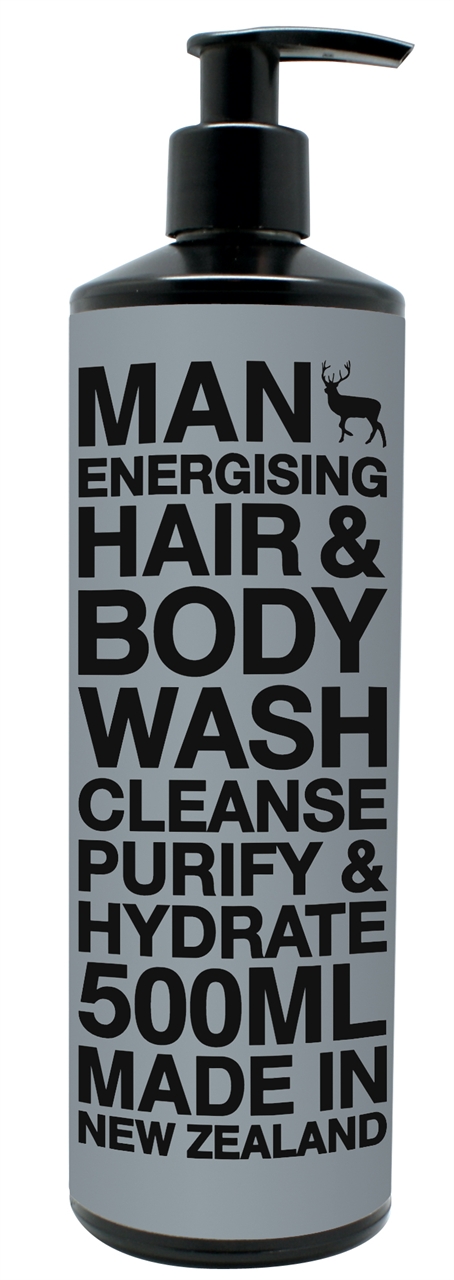 MAN
ENERGISING
HAIR &
BODY
WASH
CLEANSE
PURIFY &
HYDRATE
500ML
MADE IN
NEW ZEALAND